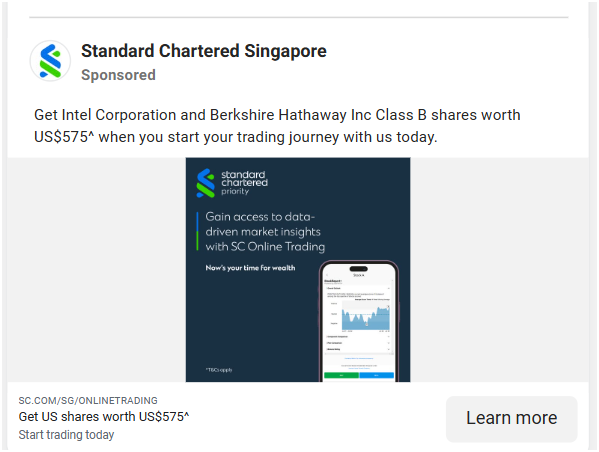 Standard Chartered Singapore
Sponsored
Get Intel Corporation and Berkshire Hathaway Inc Class B shares worth
US$575^ when you start your trading journey with us today.
standard
chartered
priority
Gain access to data-
driven market insights
with SC Online Trading
Now's your time for wealth
^T&Cs apply
SC.COM/SG/ONLINETRADING
Get US shares worth US$575^
Start trading today
Learn more